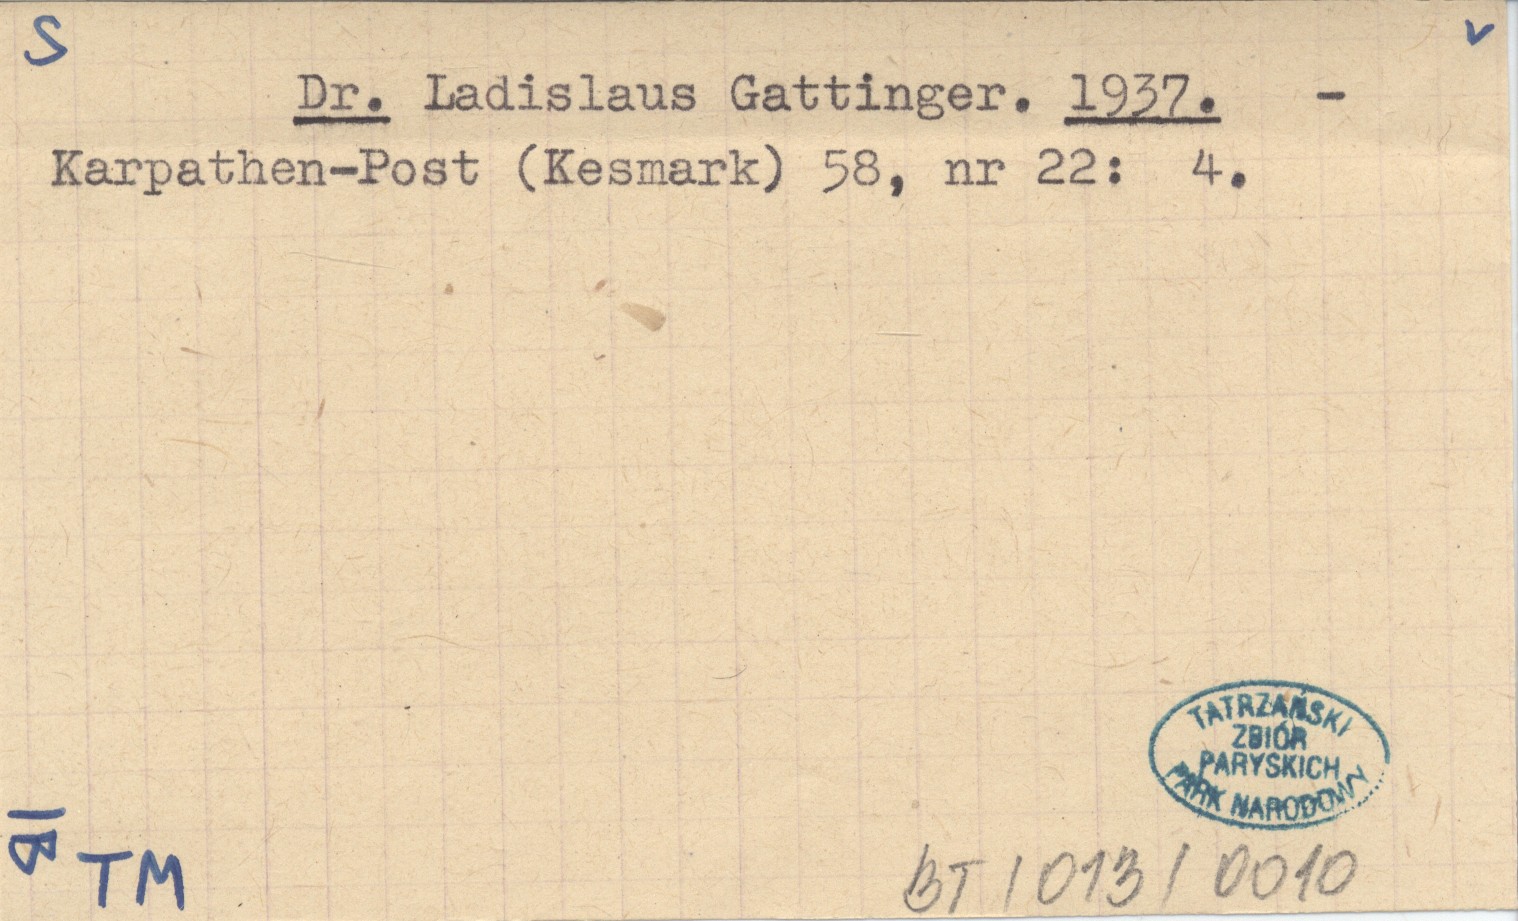 S
v
Dr. Ladislaus Gattinger. 1937. -
Karpathen-Post (Kesmark) 58, nr 22: 4.
TATRZAŃSKI
ZBIÓR
PARYSKICH
PARK NARODOWY
TM
BT / 013 / 0010